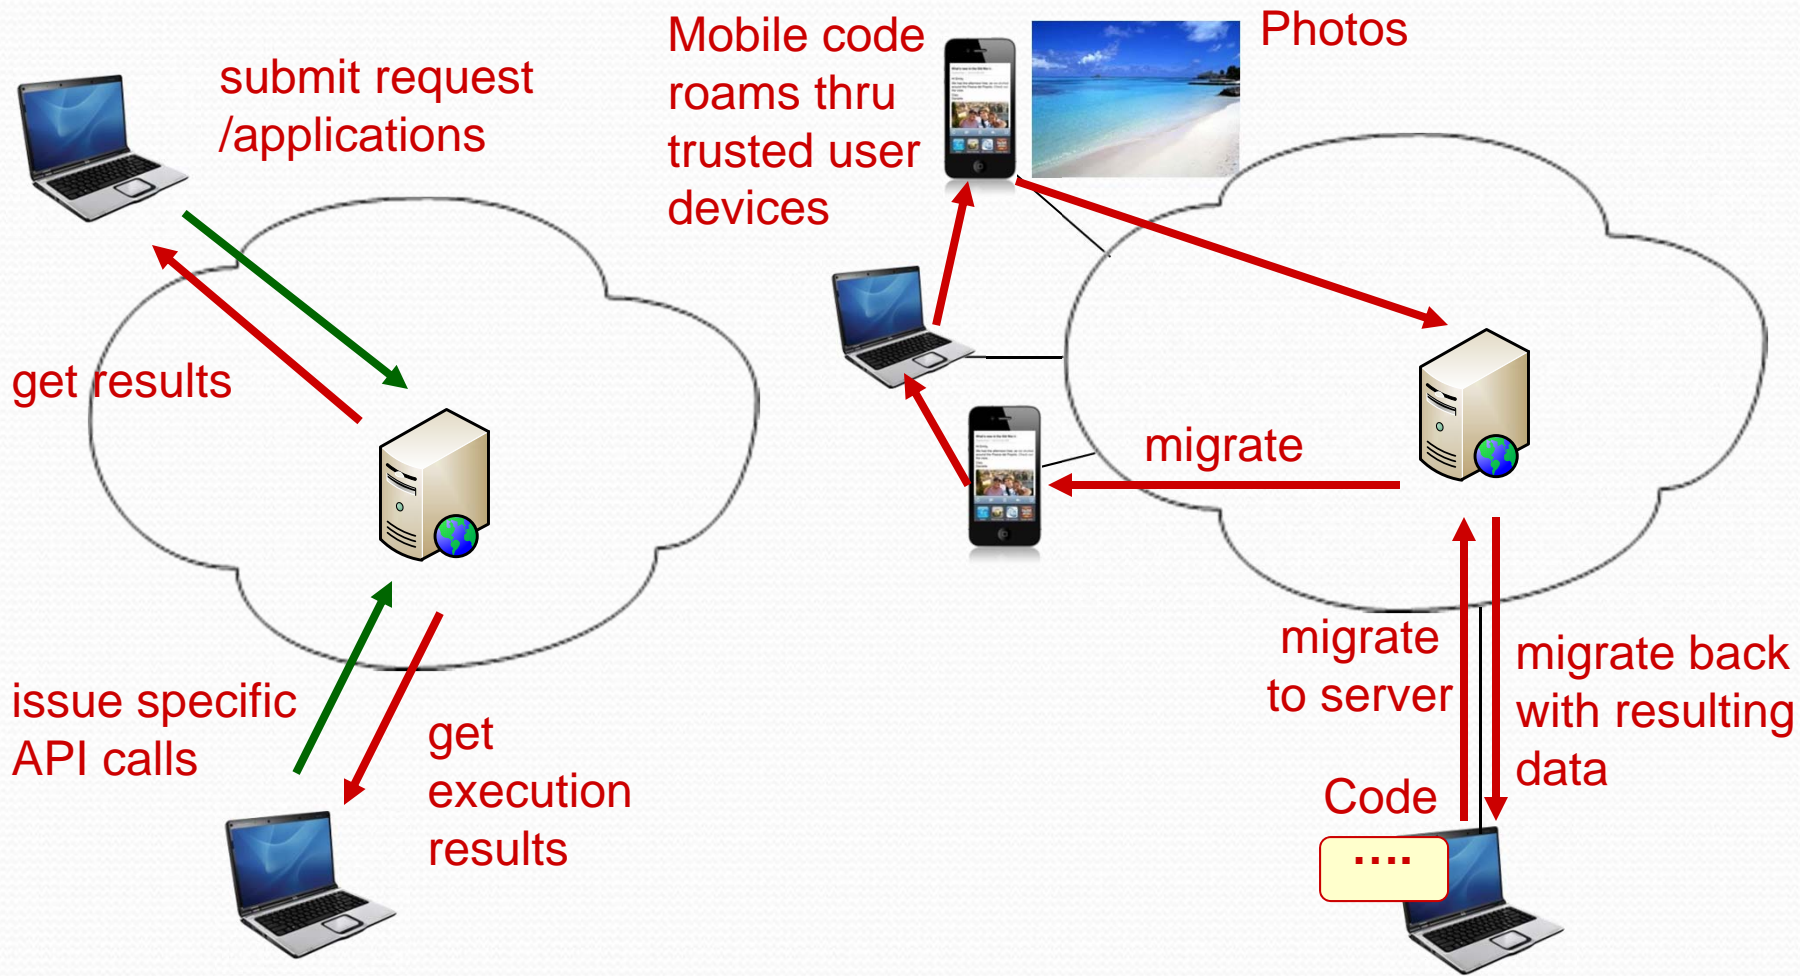 submit request
/applications
get results
issue specific
API calls
get
execution
results
Mobile code
roams thru
trusted user
devices
Photos
migrate
migrate
to server
migrate back
with resulting
data
Code
....